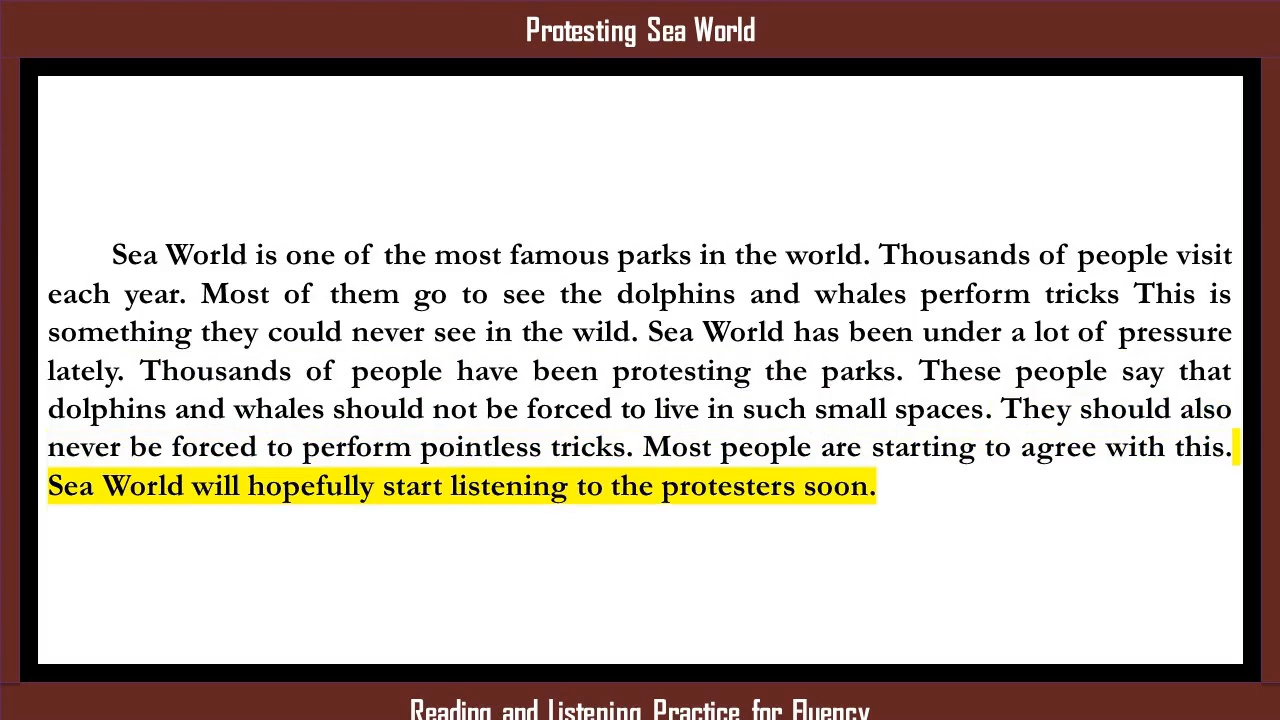 Protesting Sea World
Sea World is one of the most famous parks in the world. Thousands of people visit
each year. Most of them go to see the dolphins and whales perform tricks This is
something they could never see in the wild. Sea World has been under a lot of pressure
lately. Thousands of people have been protesting the parks. These people say that
dolphins and whales should not be forced to live in such small spaces. They should also
never be forced to perform pointless tricks. Most people are starting to agree with this.
Sea World will hopefully start listening to the protesters soon.
Reading and Listening Practice for Fluency